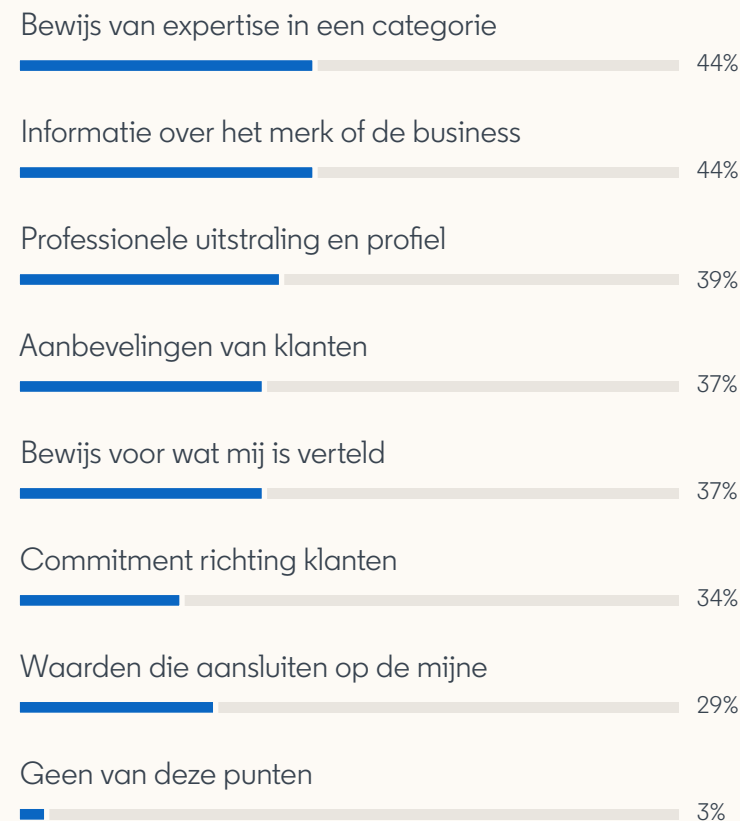 Bewijs van expertise in een categorie
44%
Informatie over het merk of de business
44%
Professionele uitstraling en profiel
39%
Aanbevelingen van klanten
37%
Bewijs voor wat mij is verteld
37%
Commitment richting klanten
34%
Waarden die aansluiten op de mijne
29%
Geen van deze punten
3%